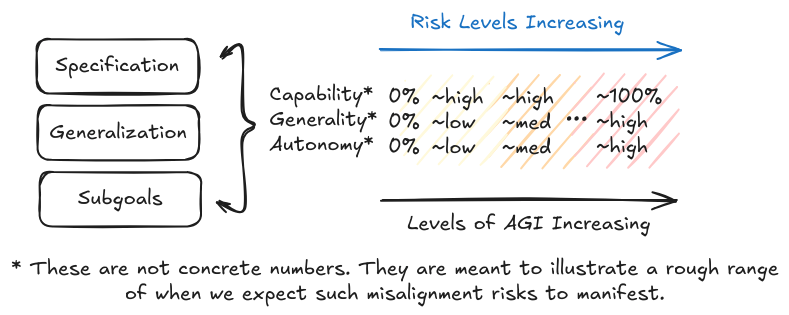 Risk Levels Increasing
Specification
Generalization
Subgoals
Capability* 0% ~high ~high ~100%
Generality* 0% ~low ~med ... ~high
Autonomy* 0% ~low ~med ~high
Levels of AGI Increasing
* These are not concrete numbers. They are meant to illustrate a rough range
of when we expect such misalignment risks to manifest.